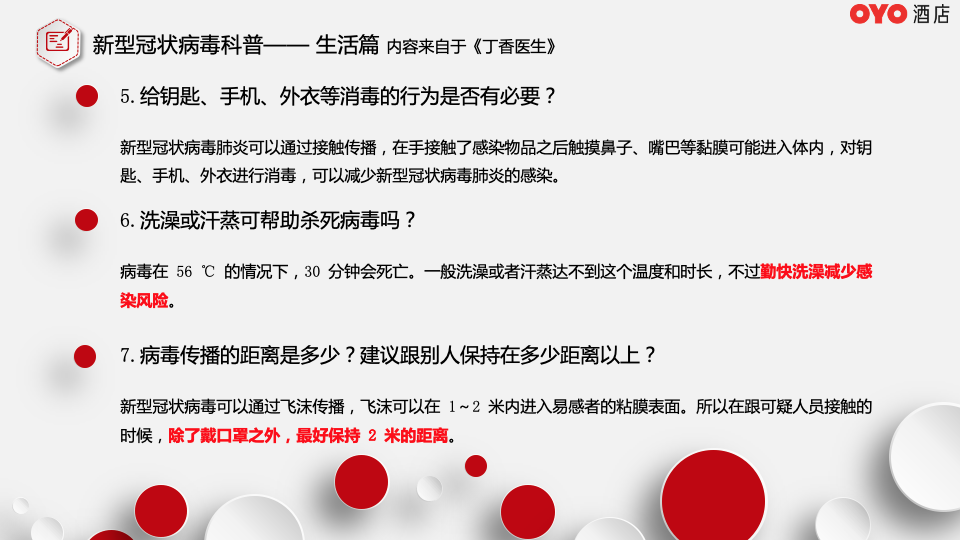 OYO 酒店
新型冠状病毒科普—— 生活篇 内容来自于《丁香医生》
5. 给钥匙、手机、外衣等消毒的行为是否有必要？
新型冠状病毒肺炎可以通过接触传播，在手接触了感染物品之后触摸鼻子、嘴巴等黏膜可能进入体内，对钥
匙、手机、外衣进行消毒，可以减少新型冠状病毒肺炎的感染。
6. 洗澡或汗蒸可帮助杀死病毒吗？
病毒在 56 ℃ 的情况下，30 分钟会死亡。一般洗澡或者汗蒸达不到这个温度和时长，不过勤快洗澡减少感
染风险。
7. 病毒传播的距离是多少？建议跟别人保持在多少距离以上？
新型冠状病毒可以通过飞沫传播，飞沫可以在 1～2 米内进入易感者的粘膜表面。所以在跟可疑人员接触的
时候，除了戴口罩之外，最好保持 2 米的距离。